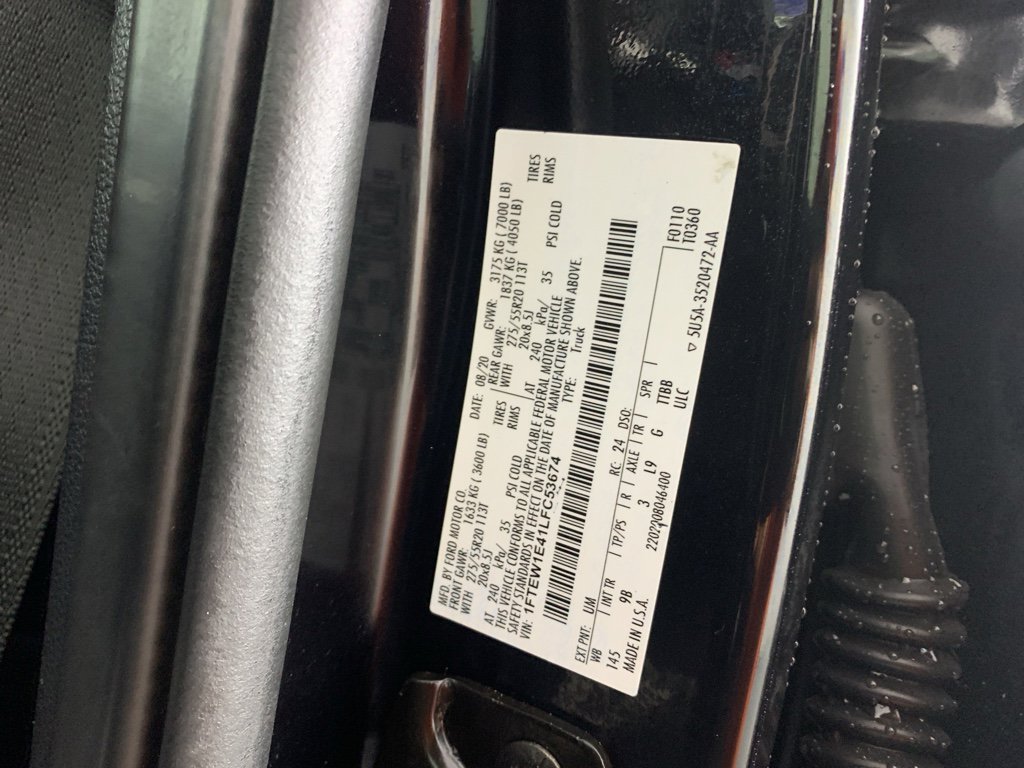 MFD. BY FORD MOTOR CO.
DATE: 08/20 GVWR: 3175 KG ( 7000 LB)
FRONT GAWR: 1633 KG ( 3600 LB) REAR GAWR: 1837 KG ( 4050 LB)
WITH 275/55R20 113T TIRES WITH 275/55R20 113T TIRES
20x8.5J RIMS 20x8.5J RIMS
AT 240 kPa/ 35 PSI COLD AT 240 kPa/ 35 PSI COLD
THIS VEHICLE CONFORMS TO ALL APPLICABLE FEDERAL MOTOR VEHICLE
SAFETY STANDARDS IN EFFECT ON THE DATE OF MANUFACTURE SHOWN ABOVE.
VIN: 1FTEW1E41LFC53674 TYPE: Truck
EXT PNT: UM RC: 24 DSO:
WB INT TR TP/PS R AXLE TR SPR
145 9B 3 L9 G TTBB
MADE IN U.S.A. ULC
F0110
T0360
5U5A-3520472-AA